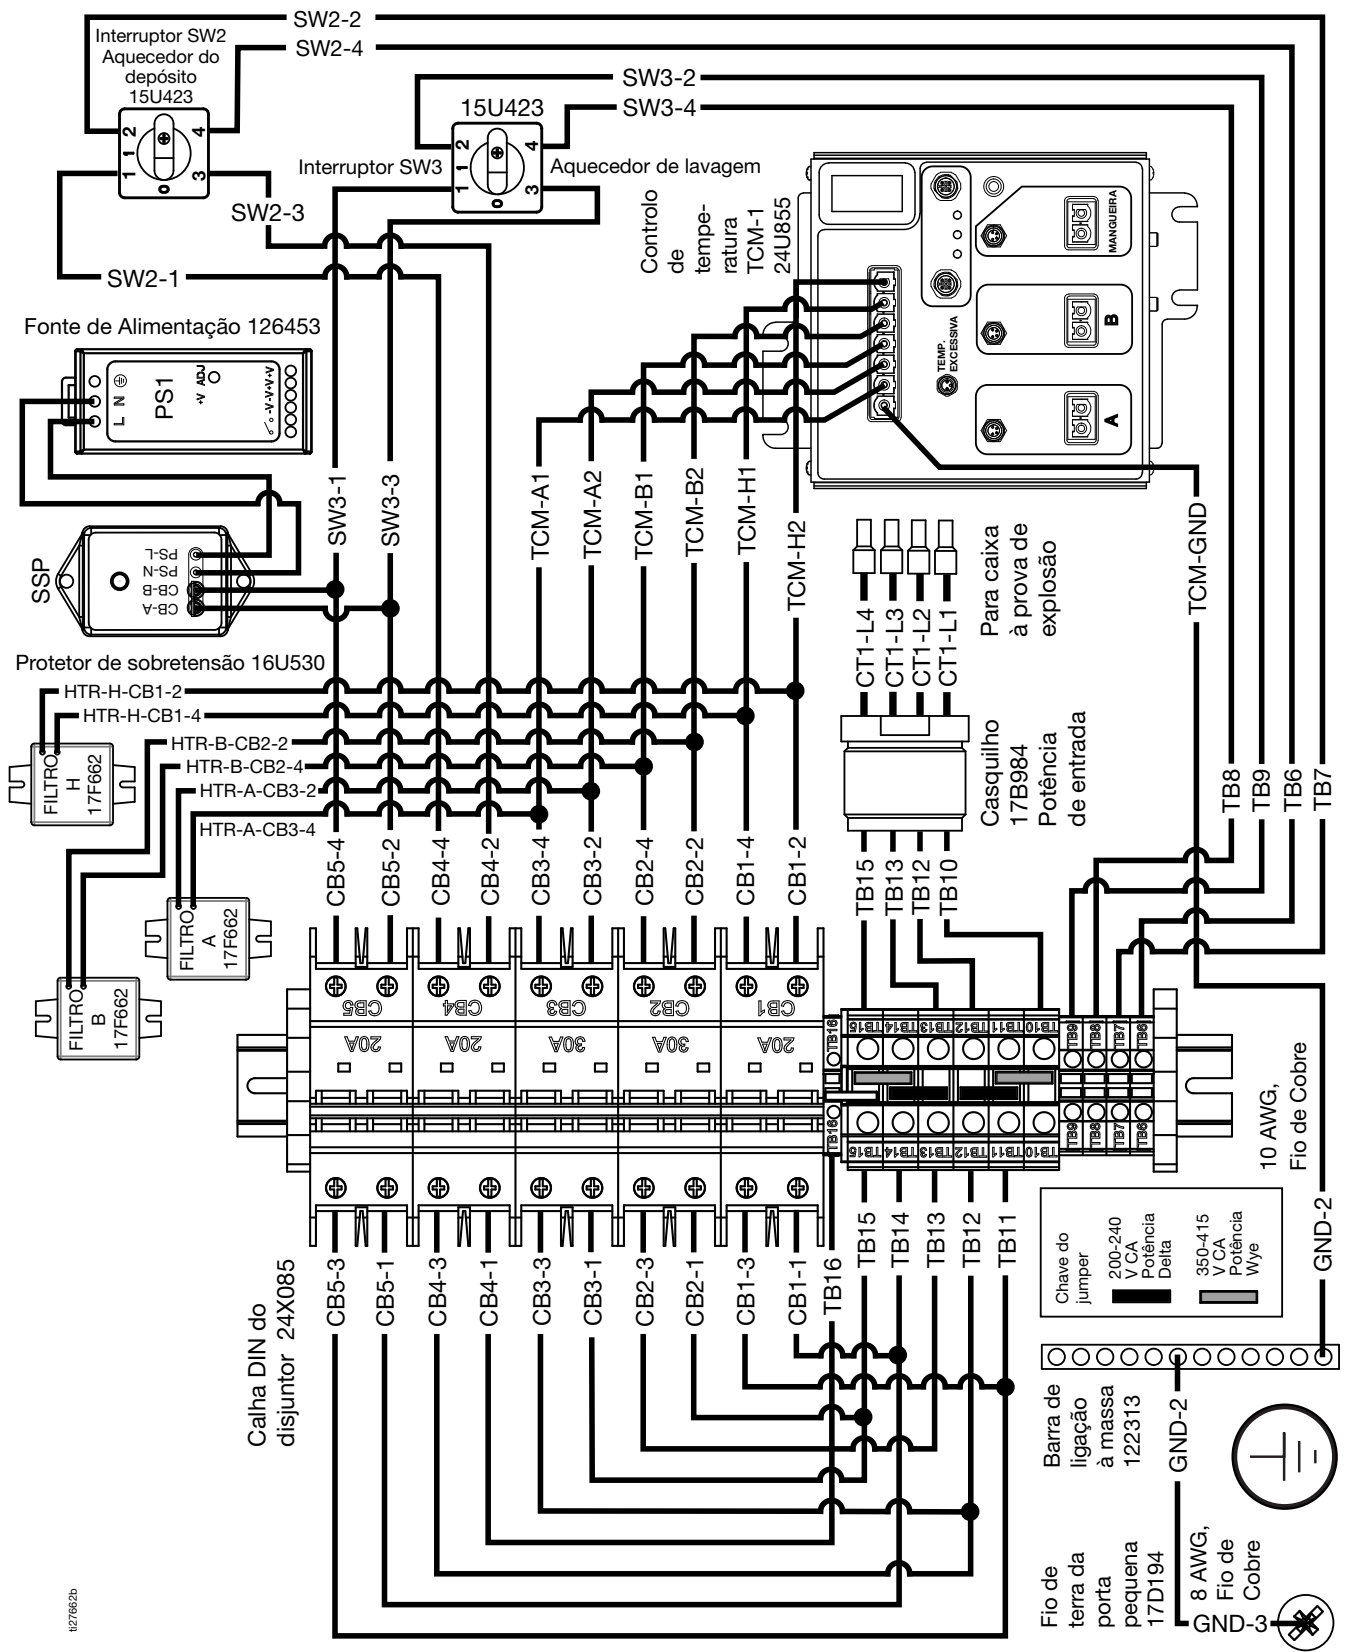 SW2-2
Interruptor SW2
Aquecedor do
depósito
15U423
SW2-4
2
4
1
1
3
0
SW2-3
SW2-1
SW3-2
15U423
SW3-4
Interruptor SW3
Aquecedor de lavagem
2
4
1
1
3
0
Controlo
de
tempe-
ratura
TCM-1
24U855
MANGUEIRA
B
TEMP.
EXCESSIVA
A
Fonte de Alimentação 126453
L N
PS1
+V ADJ
-V-V+V+V
SSP
PS-L
PS-N
CB-B
CB-A
Protetor de sobretensão 16U530
SW3-1
SW3-3
TCM-A1
TCM-A2
TCM-B1
TCM-B2
TCM-H1
TCM-H2
TCM-GND
HTR-H-CB1-2
HTR-H-CB1-4
HTR-B-CB2-2
HTR-B-CB2-4
HTR-A-CB3-2
HTR-A-CB3-4
FILTRO
H
17F662
FILTRO
A
17F662
FILTRO
B
17F662
CT1-L4
CT1-L3
CT1-L2
CT1-L1
Para caixa
à prova de
explosão
Casquilho
17B984
Potência
de entrada
TB15
TB13
TB12
TB10
TB8
TB9
TB6
TB7
CB5-4
CB5-2
CB4-4
CB4-2
CB3-4
CB3-2
CB2-4
CB2-2
CB1-4
CB1-2
CB5
CB4
CB3
CB2
CB1
20A
20A
30A
30A
20A
TB16
TB15
TB14
TB13
TB12
TB11
TB10
TB9
TB8
TB7
TB6
TB16
TB15
TB14
TB13
TB12
TB11
TB10
TB9
TB8
TB7
TB6
CB5-3
CB5-1
CB4-3
CB4-1
CB3-3
CB3-1
CB2-3
CB2-1
CB1-3
CB1-1
TB16
TB15
TB14
TB13
TB12
TB11
Calha DIN do
disjuntor 24X085
10 AWG,
Fio de Cobre
Chave do
jumper
200-240
V CA
Potência
Delta
350-415
V CA
Potência
Wye
GND-2
Barra de
ligação
à massa
122313
GND-2
Fio de
terra da
porta
pequena
17D194
8 AWG,
Fio de
Cobre
GND-3
ti27662b